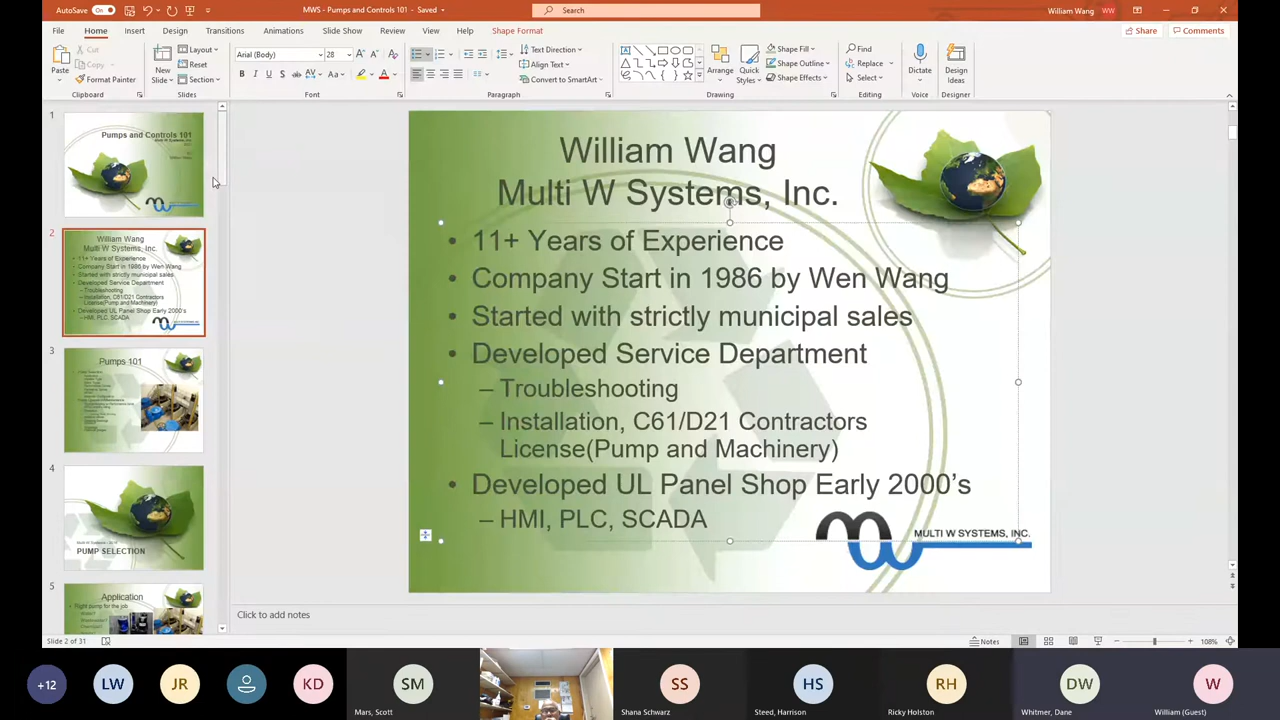 AutoSave On
MWS - Pumps and Controls 101 - Saved
Search
William Wang WW
File Home Insert Design Transitions Animations Slide Show Review View Help Shape Format
Share Comments
Paste Cut Copy Format Painter
Clipboard
New Slide Layout Reset Section
Slides
Arial (Body) 28
B I U S ab AV Aa A
Font
Text Direction Align Text Convert to SmartArt
Paragraph
Arrange Quick Styles Shape Fill Shape Outline Shape Effects
Drawing
Find Replace Select
Editing
Dictate
Voice
Design Ideas
Designer
1
Pumps and Controls 101
2
William Wang
Multi W Systems, Inc.
11+ Years of Experience
Company Start in 1986 by Wen Wang
Started with strictly municipal sales
Developed Service Department
– Troubleshooting
– Installation, C61/D21 Contractors
License(Pump and Machinery)
Developed UL Panel Shop Early 2000's
– HMI, PLC, SCADA
3
Pumps 101
4
PUMP SELECTION
5
Application
• Right pump for the job
William Wang
Multi W Systems, Inc.
• 11+ Years of Experience
• Company Start in 1986 by Wen Wang
• Started with strictly municipal sales
• Developed Service Department
– Troubleshooting
– Installation, C61/D21 Contractors
License(Pump and Machinery)
• Developed UL Panel Shop Early 2000’s
– HMI, PLC, SCADA
MULTI W SYSTEMS, INC.
Click to add notes
Slide 2 of 31
Notes
108%
+12 LW JR KD SM SS HS RH DW W
Mars, Scott
Shana Schwarz
Steed, Harrison
Ricky Holston
Whitmer, Dane
William (Guest)